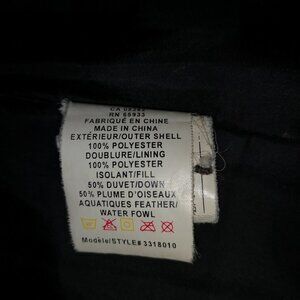 RN 65933
FABRIQUÉ EN CHINE
MADE IN CHINA
EXTÉRIEUR/OUTER SHELL
100% POLYESTER
DOUBLURE/LINING
100% POLYESTER
ISOLANT/FILL
50% DUVET/DOWN
50% PLUME D'OISEAUX
AQUATIQUES FEATHER/
WATER FOWL
Modèle/STYLE# 3318010